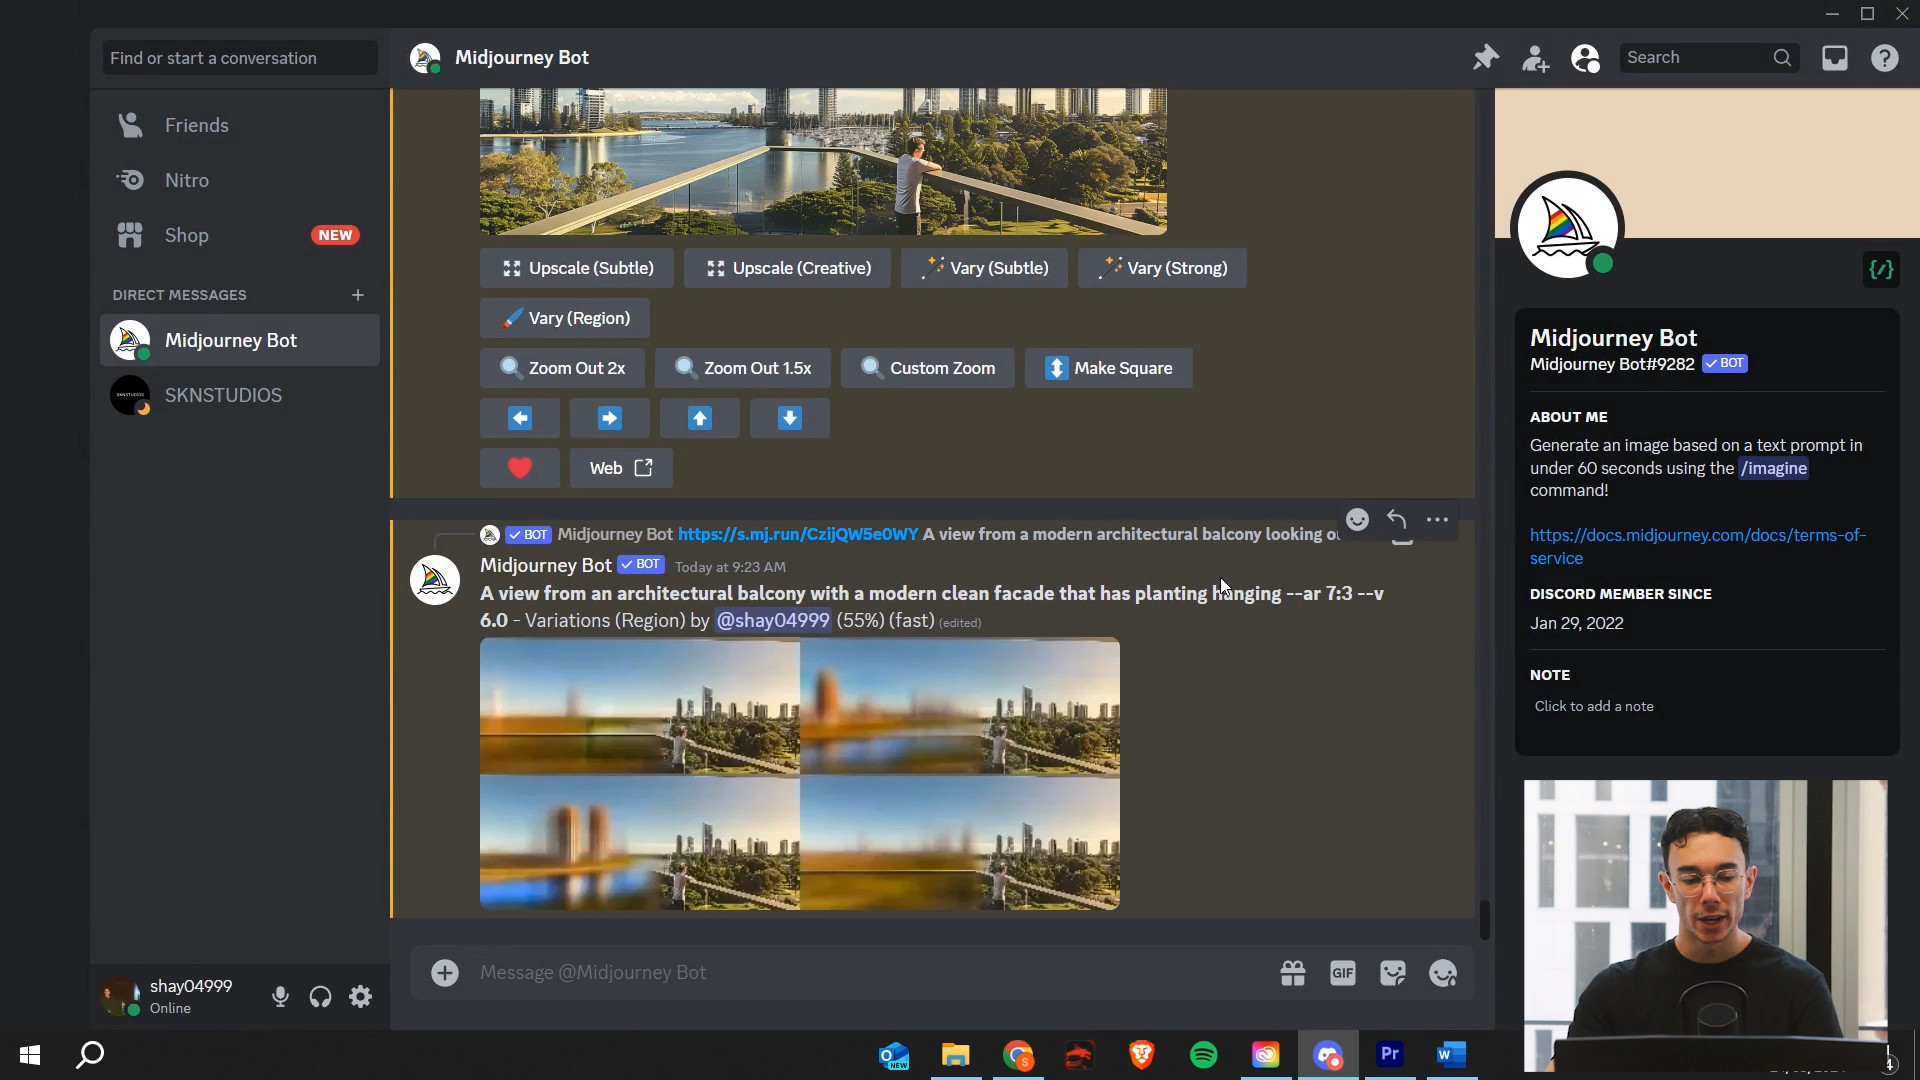 Find or start a conversation
Midjourney Bot
Search
Friends
Nitro
Shop
NEW
DIRECT MESSAGES
Midjourney Bot
SKNSTUDIOS
Upscale (Subtle)
Upscale (Creative)
Vary (Subtle)
Vary (Strong)
Vary (Region)
Zoom Out 2x
Zoom Out 1.5x
Custom Zoom
Make Square
Web
BOT Midjourney Bot https://s.mj.run/CzijQW5e0WY A view from a modern architectural balcony looking
Midjourney Bot BOT Today at 9:23 AM
A view from an architectural balcony with a modern clean facade that has planting hanging --ar 7:3 --v
6.0 - Variations (Region) by @shay04999 (55%) (fast) (edited)
Message @Midjourney Bot
GIF
shay04999
Online
Midjourney Bot
Midjourney Bot#9282 BOT
ABOUT ME
Generate an image based on a text prompt in
under 60 seconds using the /imagine
command!
https://docs.midjourney.com/docs/terms-of-
service
DISCORD MEMBER SINCE
Jan 29, 2022
NOTE
Click to add a note
NEW
Pr
W